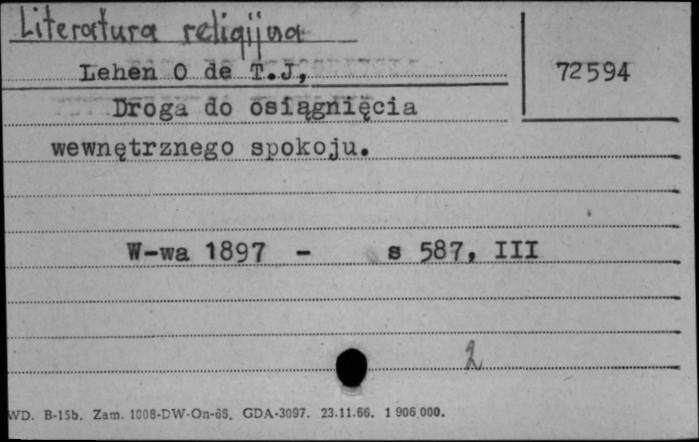 Literatura religijna
Lehen O de T.J,
72594
Droga do osiągnięcia
wewnętrznego spokoju.
W-wa 1897 - s 587, III
2
WD. B-15b. Zam. 1008-DW-On-66. GDA-3097. 23.11.66. 1 906 000.